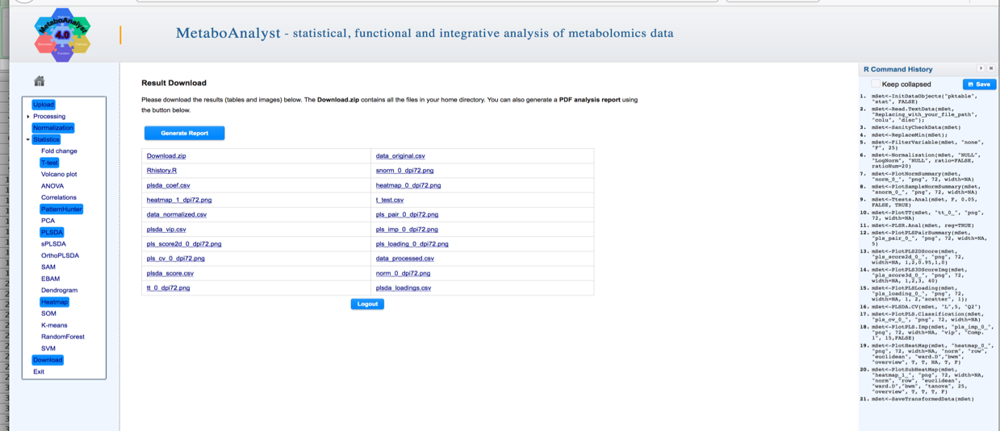 MetaboAnalyst
4.0
MetaboAnalyst - statistical, functional and integrative analysis of metabolomics data
Upload
Processing
Normalization
Statistics
Fold change
T-test
Volcano plot
ANOVA
Correlations
PatternHunter
PCA
PLSDA
sPLSDA
OrthoPLSDA
SAM
EBAM
Dendrogram
Heatmap
SOM
K-means
RandomForest
SVM
Download
Exit
Result Download
Please download the results (tables and images) below. The Download.zip contains all the files in your home directory. You can also generate a PDF analysis report using
the button below.
Generate Report
Download.zip data_original.csv
Rhistory.R snorm_0_dpi72.png
plsda_coef.csv heatmap_0_dpi72.png
heatmap_1_dpi72.png t_test.csv
data_normalized.csv pls_pair_0_dpi72.png
plsda_vip.csv pls_imp_0_dpi72.png
pls_score2d_0_dpi72.png pls_loading_0_dpi72.png
pls_cv_0_dpi72.png data_processed.csv
plsda_score.csv norm_0_dpi72.png
tt_0_dpi72.png plsda_loadings.csv
Logout
R Command History
Keep collapsed Save
1. mSet<-InitDataObjects("pktable",
"stat", FALSE)
2. mSet<-Read.TextData(mSet,
"Replacing_with_your_file_path",
"colu", "disc");
3. mSet<-SanityCheckData(mSet)
4. mSet<-ReplaceMin(mSet);
5. mSet<-FilterVariable(mSet, "none",
"F", 25)
6. mSet<-Normalization(mSet, "NULL",
"LogNorm", "NULL", ratio=FALSE,
ratioNum=20)
7. mSet<-PlotNormSummary(mSet,
"norm_0_", "png", 72, width=NA)
8. mSet<-PlotSampleNormSummary(mSet,
"snorm_0_", "png", 72, width=NA)
9. mSet<-Ttests.Anal(mSet, F, 0.05,
FALSE, TRUE)
10. mSet<-PlotTT(mSet, "tt_0_", "png",
72, width=NA)
11. mSet<-PLSR.Anal(mSet, reg=TRUE)
12. mSet<-PlotPLSPairSummary(mSet,
"pls_pair_0_", "png", 72, width=NA,
5)
13. mSet<-PlotPLS2DScore(mSet,
"pls_score2d_0_", "png", 72,
width=NA, 1,2,0.95,1,0)
14. mSet<-PlotPLS3DScoreImg(mSet,
"pls_score3d_0_", "png", 72,
width=NA, 1,2,3, 40)
15. mSet<-PlotPLSLoading(mSet,
"pls_loading_0_", "png", 72,
width=NA, 1, 2,"scatter", 1);
16. mSet<-PLSDA.CV(mSet, "L",5, "Q2")
17. mSet<-PlotPLS.Classification(mSet,
"pls_cv_0_", "png", 72, width=NA)
18. mSet<-PlotPLS.Imp(mSet, "pls_imp_0_",
"png", 72, width=NA, "vip", "Comp.
1", 15,FALSE)
19. mSet<-PlotHeatMap(mSet, "heatmap_0_",
"png", 72, width=NA, "norm", "row",
"euclidean", "ward.D","bwm",
"overview", T, T, NA, T, F)
20. mSet<-PlotSubHeatMap(mSet,
"heatmap_1_", "png", 72, width=NA,
"norm", "row", "euclidean",
"ward.D","bwm", "tanova", 25,
"overview", T, T, T, F)
21. mSet<-SaveTransformedData(mSet)